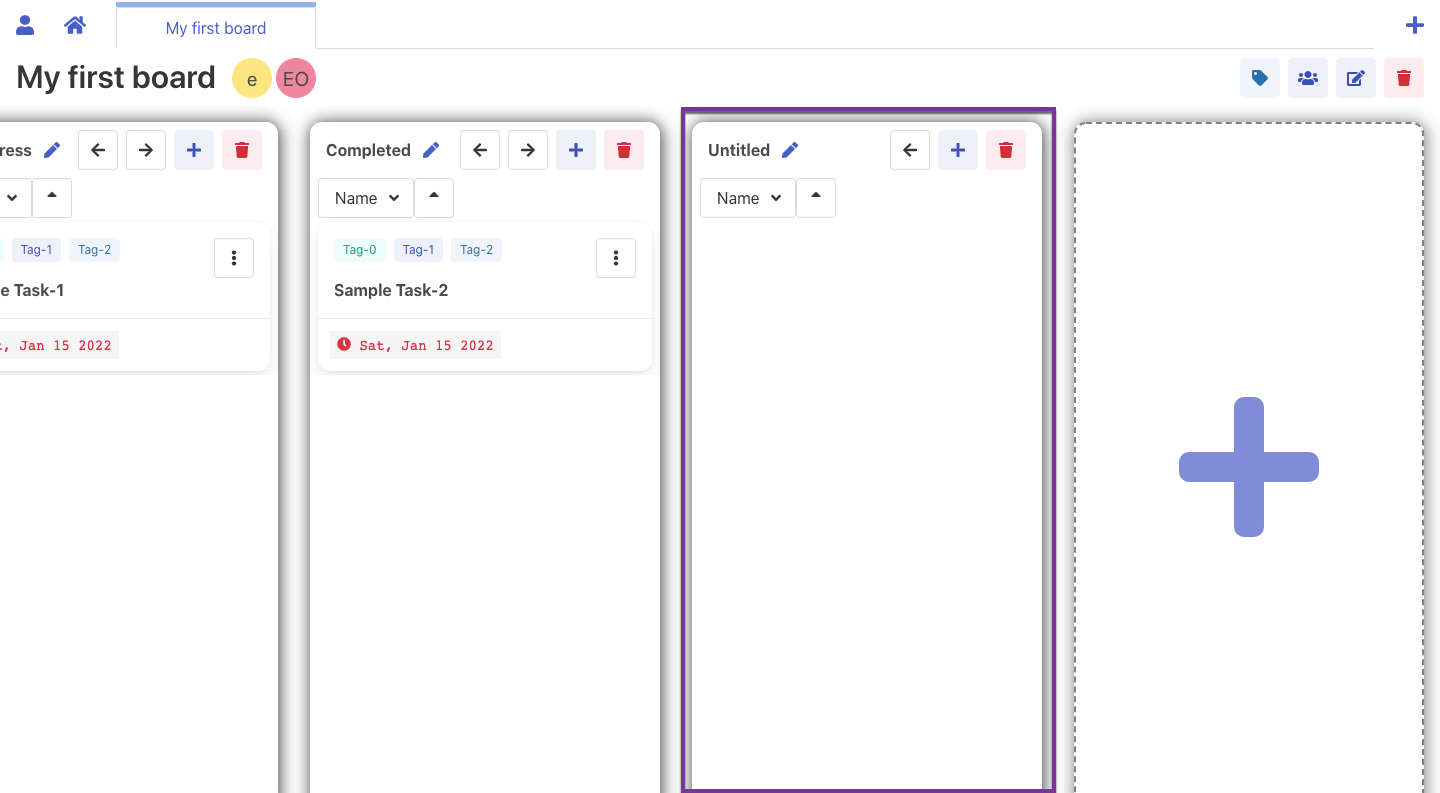 My first board
My first board e EO
ress
Completed
Untitled
Name
Name
Tag-1 Tag-2
Tag-0 Tag-1 Tag-2
e Task-1
Sample Task-2
, Jan 15 2022
Sat, Jan 15 2022